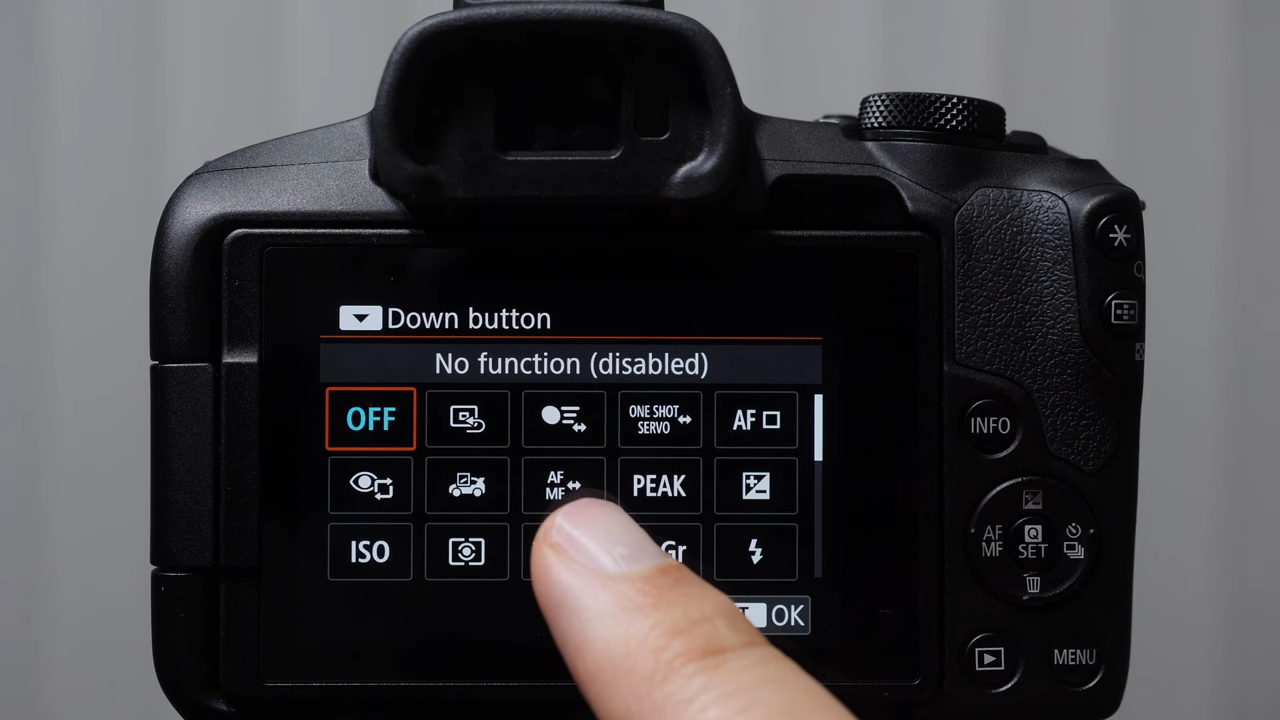 Down button
No function (disabled)
OFF
ONE SHOT
SERVO
AF
AF
MF
PEAK
ISO
Gr
OK
INFO
AF
MF
Q
SET
MENU